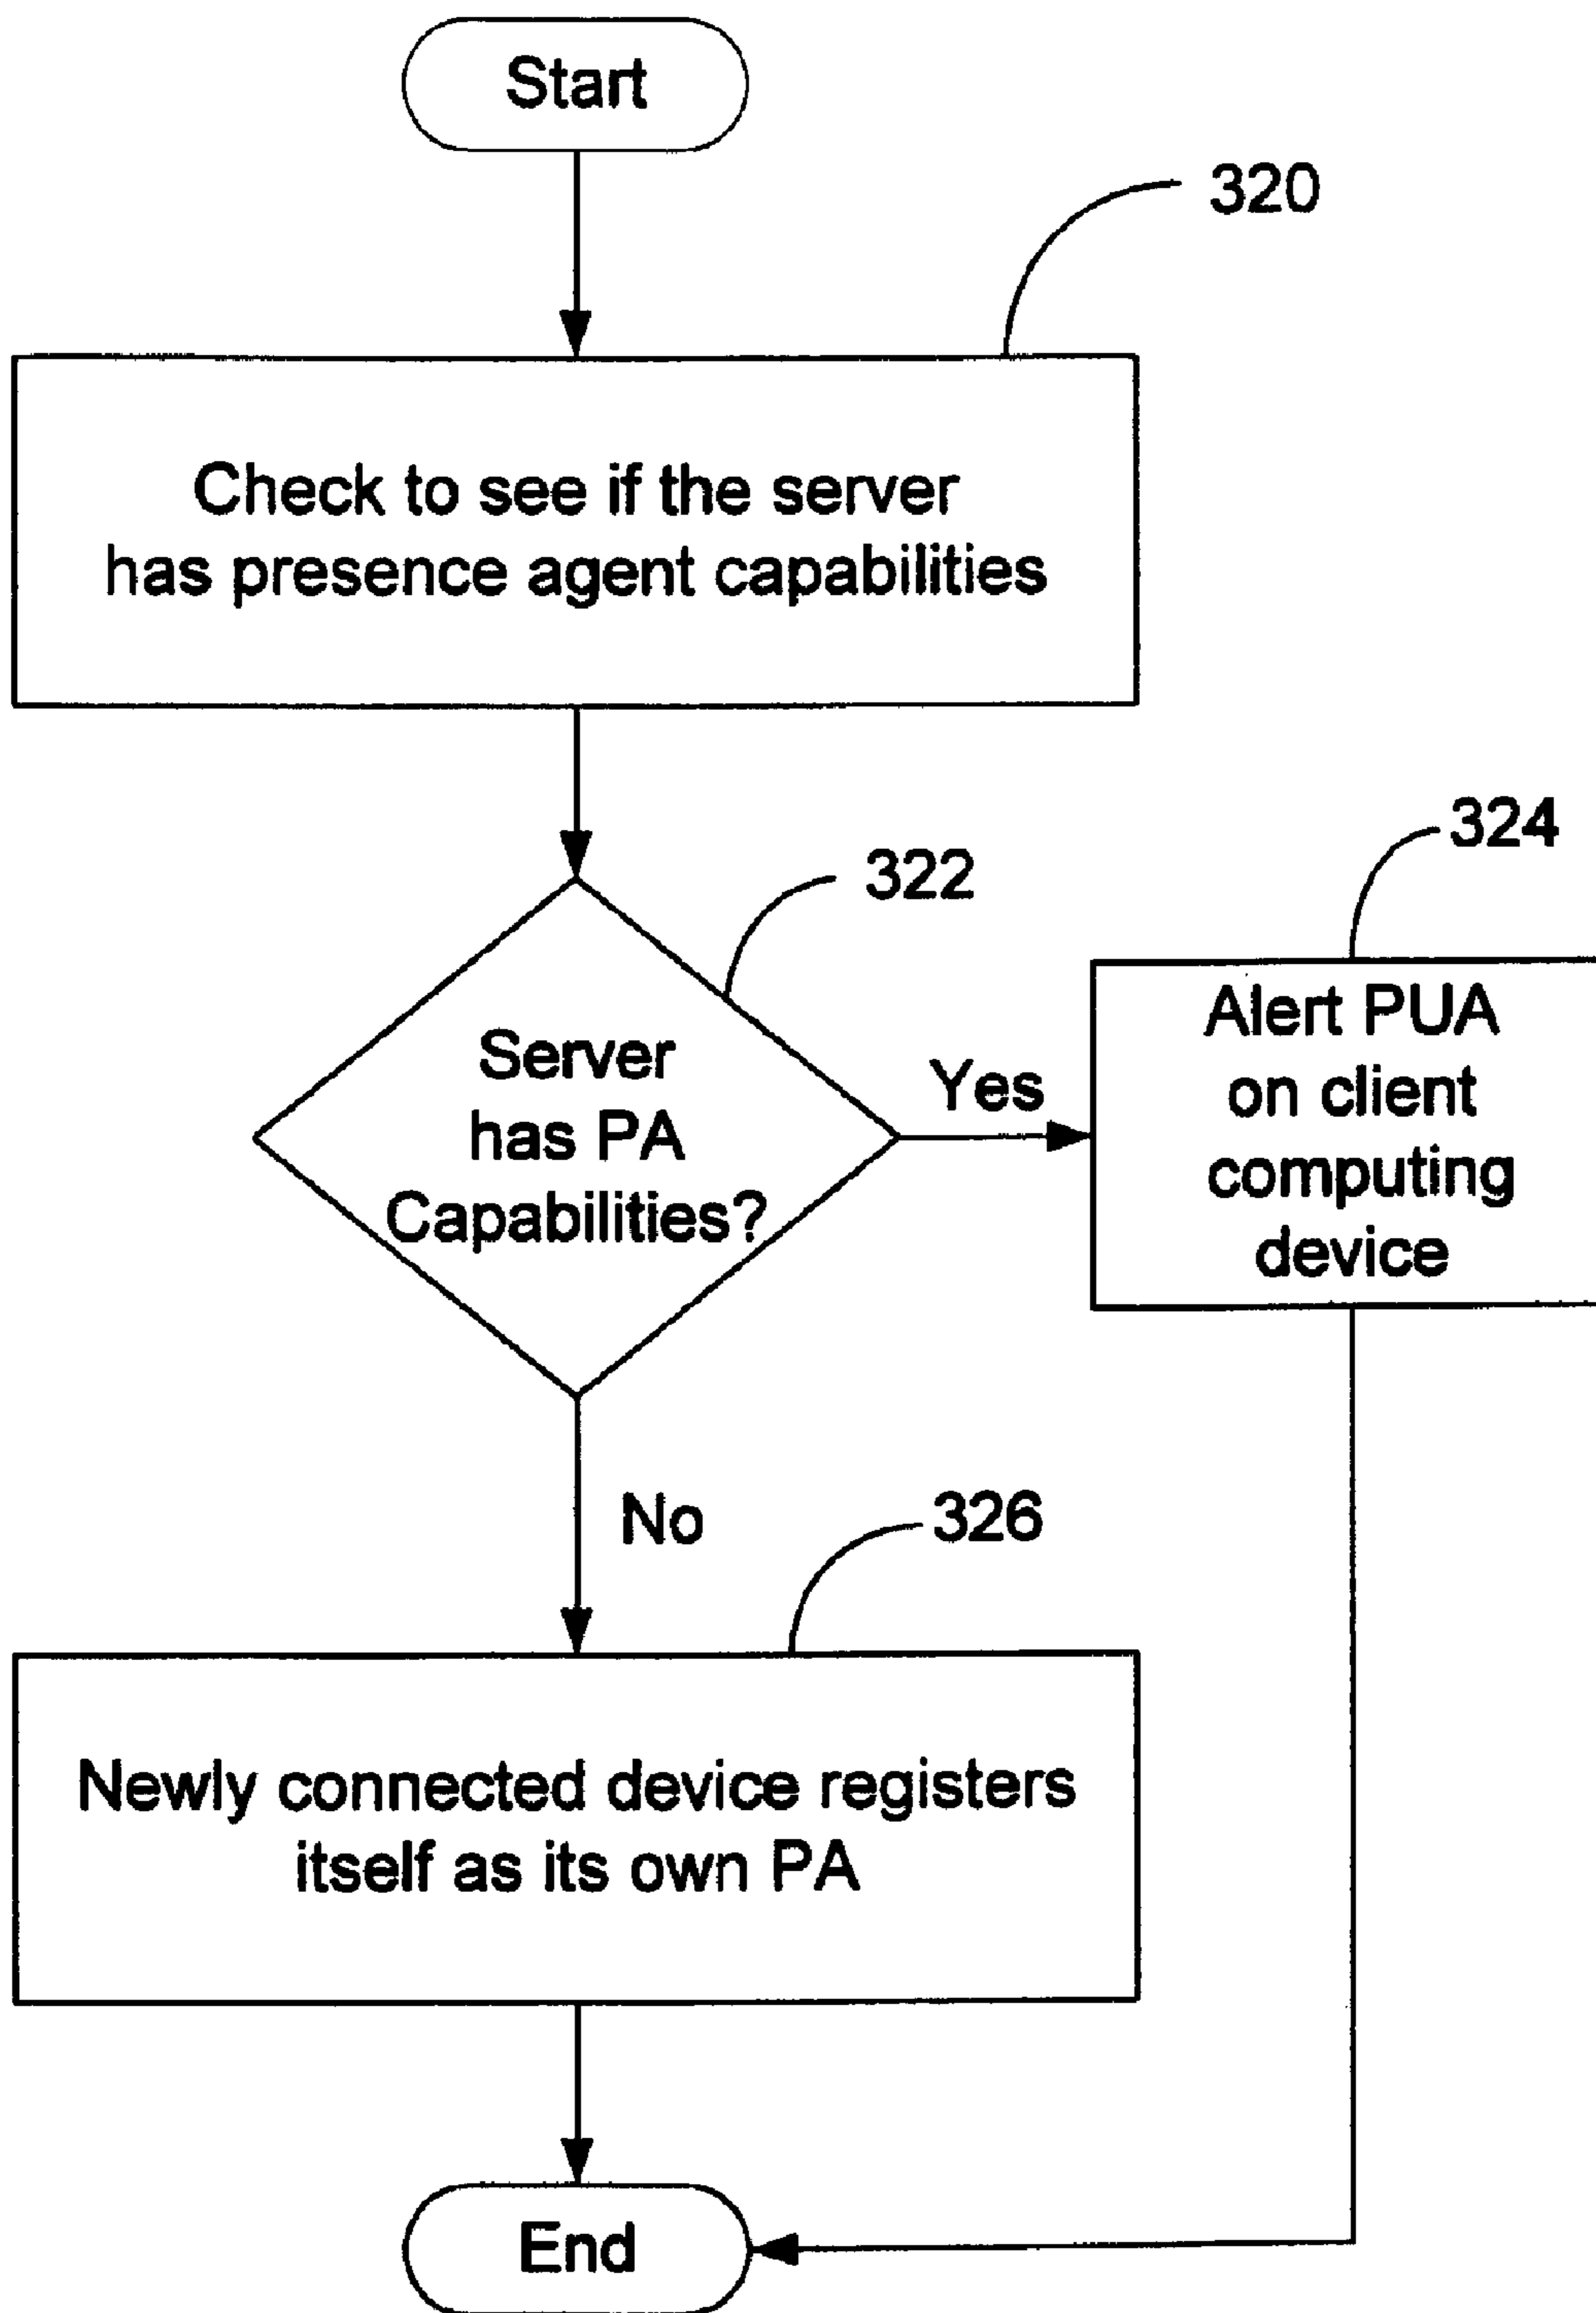 Start
320
Check to see if the server
has presence agent capabilities
322
324
Server
has PA
Capabilities?
Yes
Alert PUA
on client
computing
device
No
326
Newly connected device registers
itself as its own PA
End